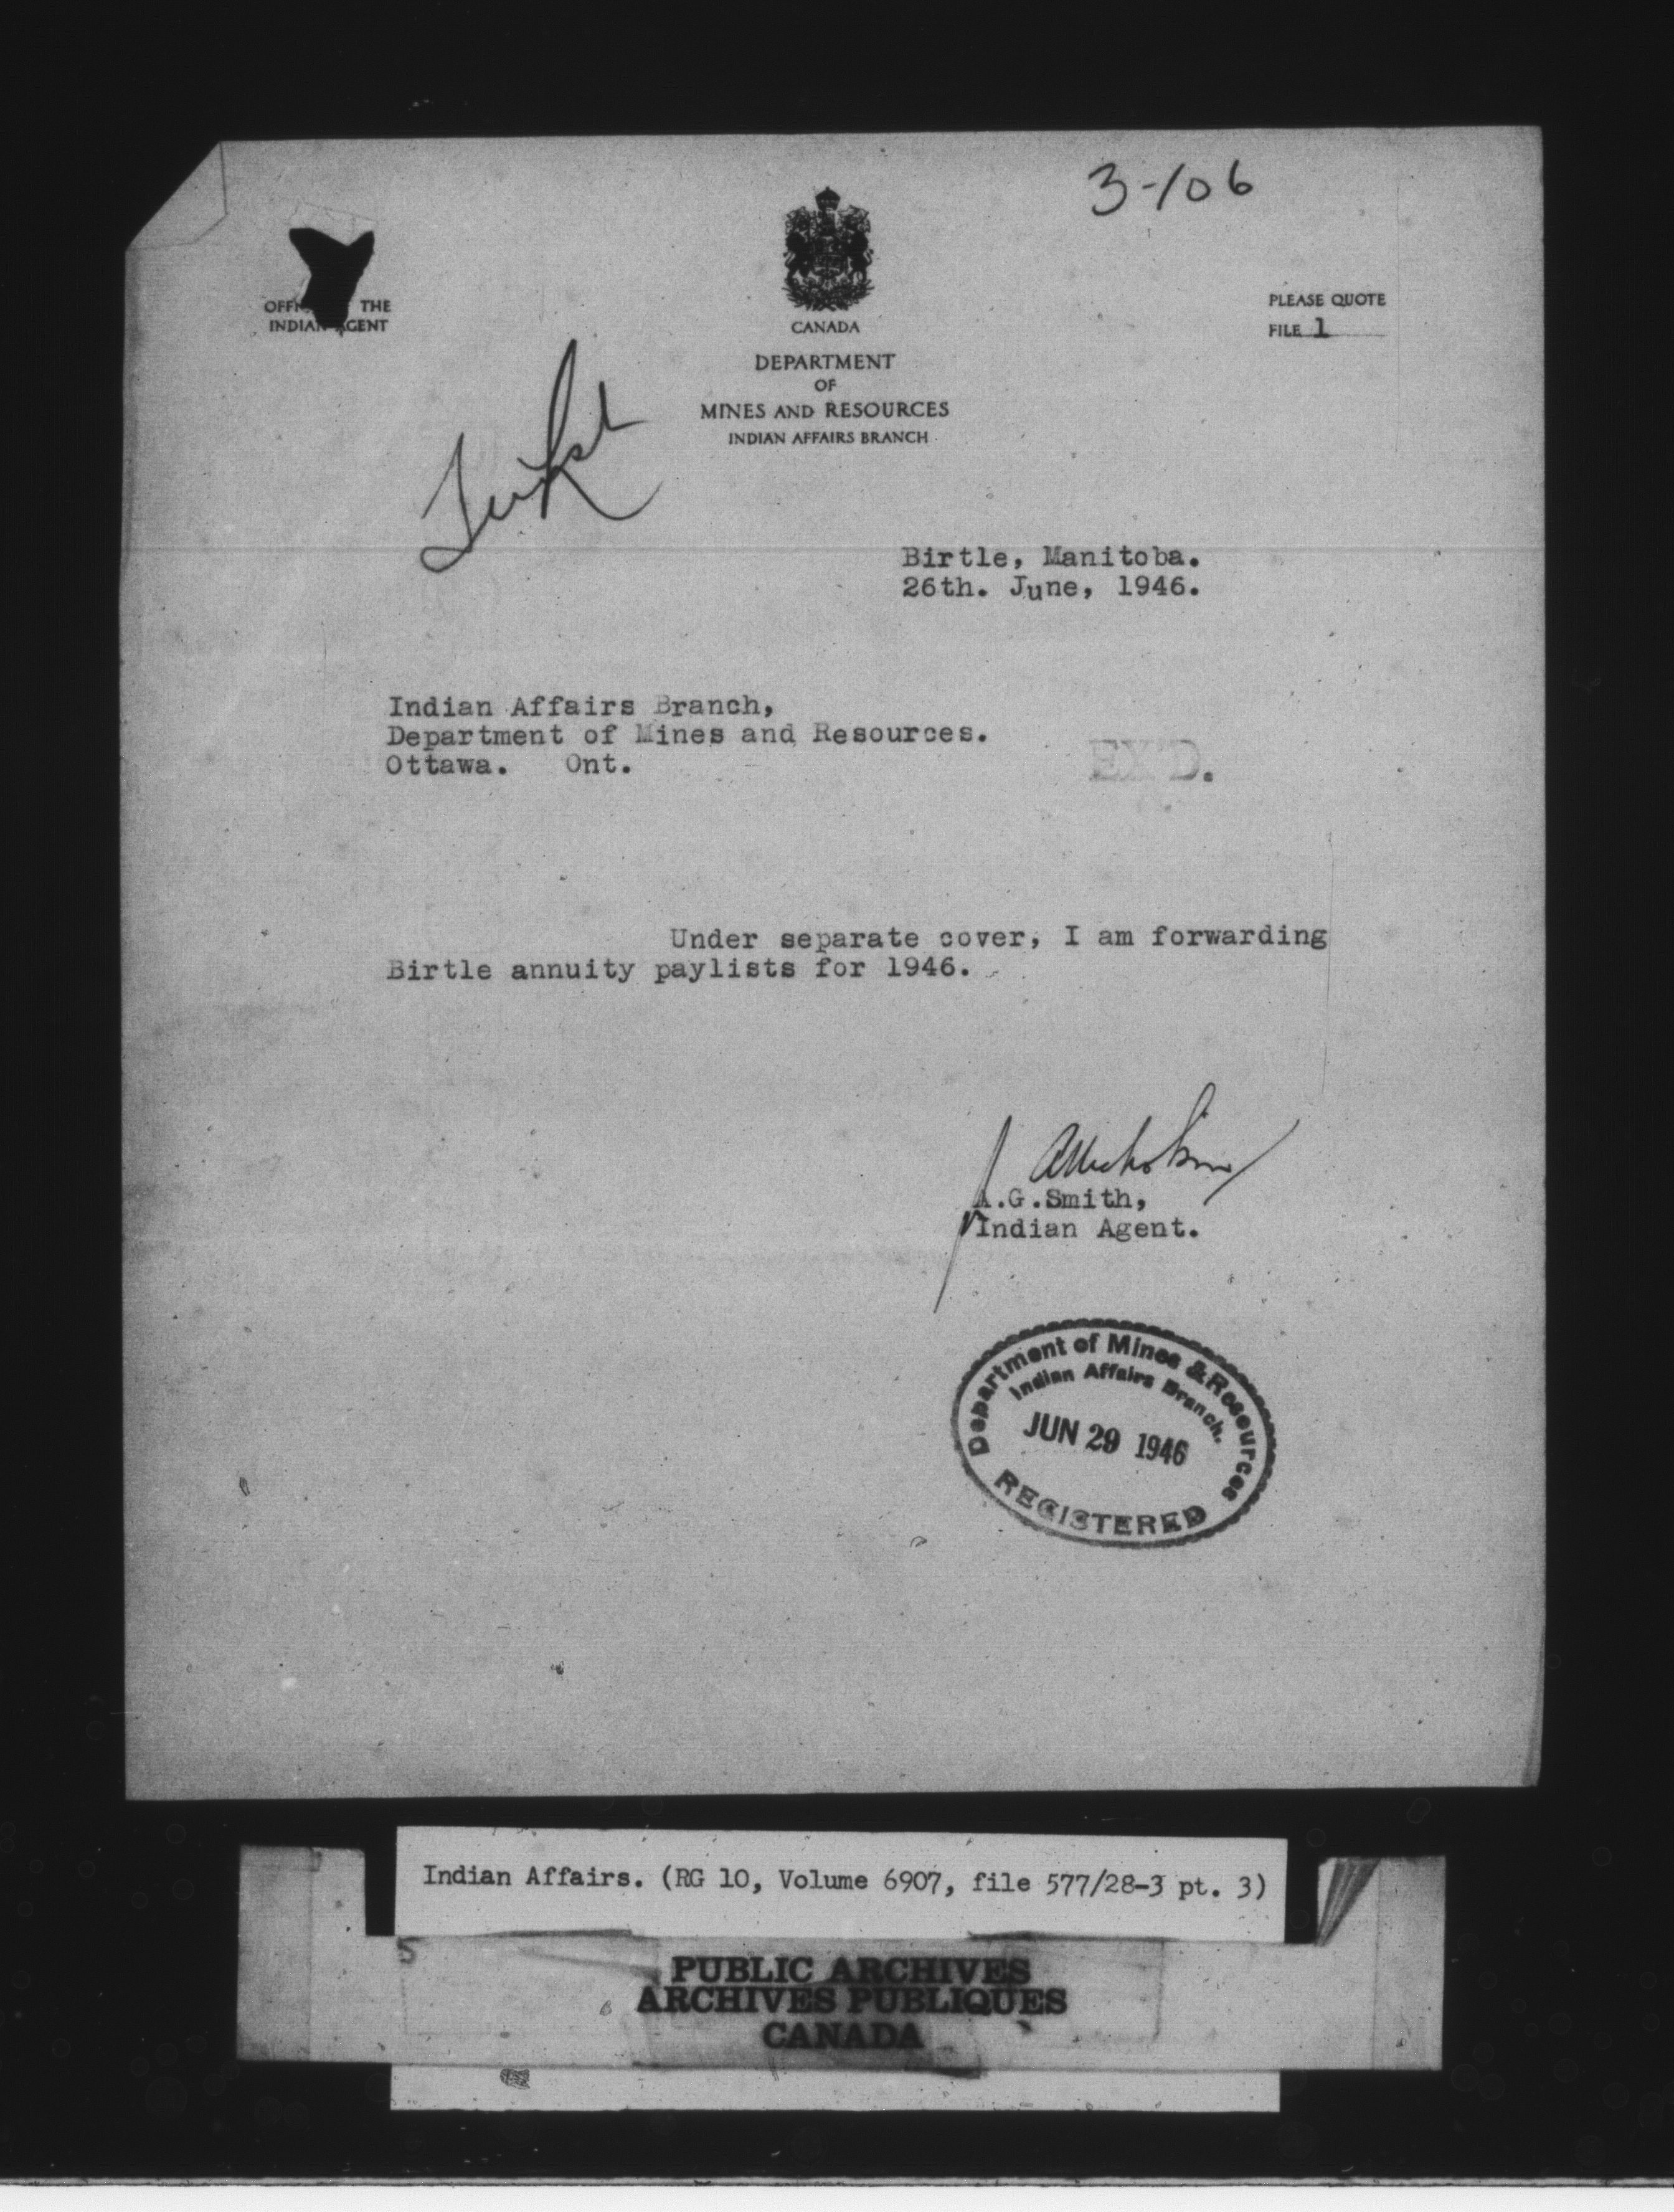 3-106
OFFI THE
INDIAN AGENT
CANADA
DEPARTMENT
OF
MINES AND RESOURCES
INDIAN AFFAIRS BRANCH
PLEASE QUOTE
FILE 1
Birtle, Manitoba.
26th. June, 1946.
Indian Affairs Branch,
Department of Mines and Resources.
Ottawa. Ont.
EX'D.
Under separate cover, I am forwarding
Birtle annuity paylists for 1946.
A.G.Smith,
Indian Agent.
Department of Mines & Resources
Indian Affairs Branch.
JUN 29 1946
REGISTERED
Indian Affairs. (RG 10, Volume 6907, file 577/28-3 pt. 3)
PUBLIC ARCHIVES
ARCHIVES PUBLIQUES
CANADA